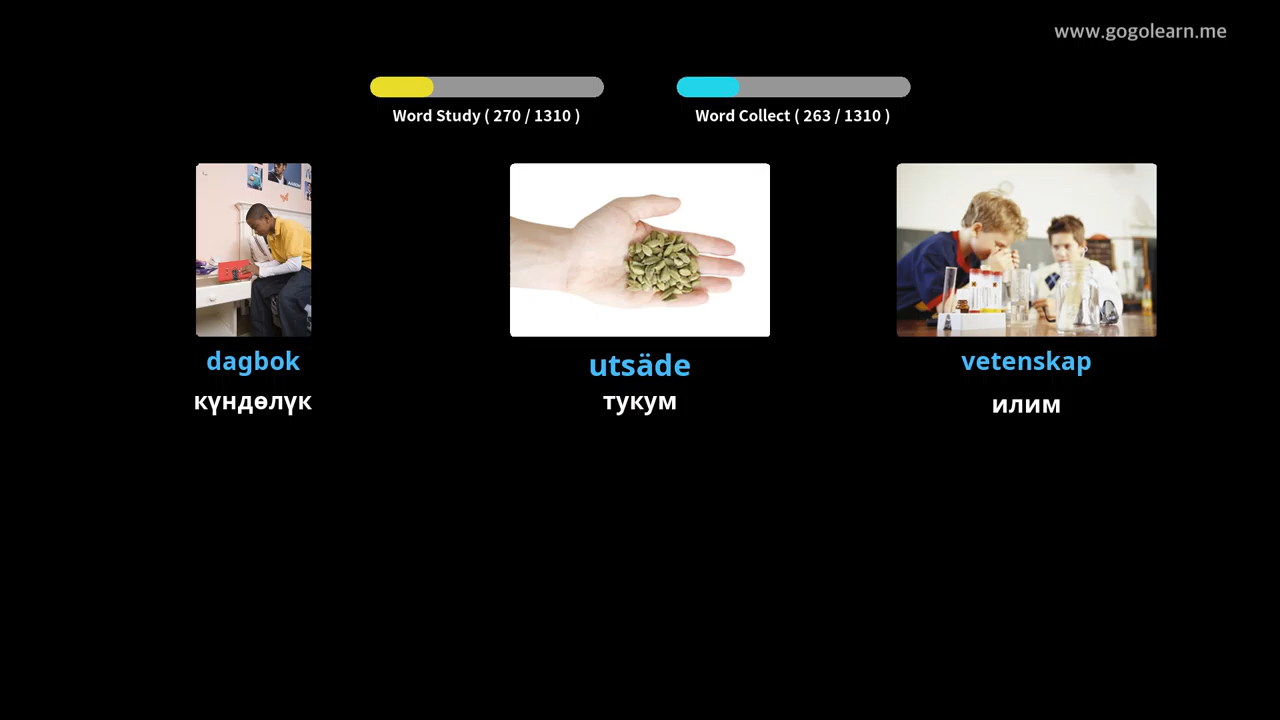 www.gogolearn.me
Word Study ( 270 / 1310 )
Word Collect ( 263 / 1310 )
dagbok
utsäde
vetenskap
күндөлүк
тукум
илим